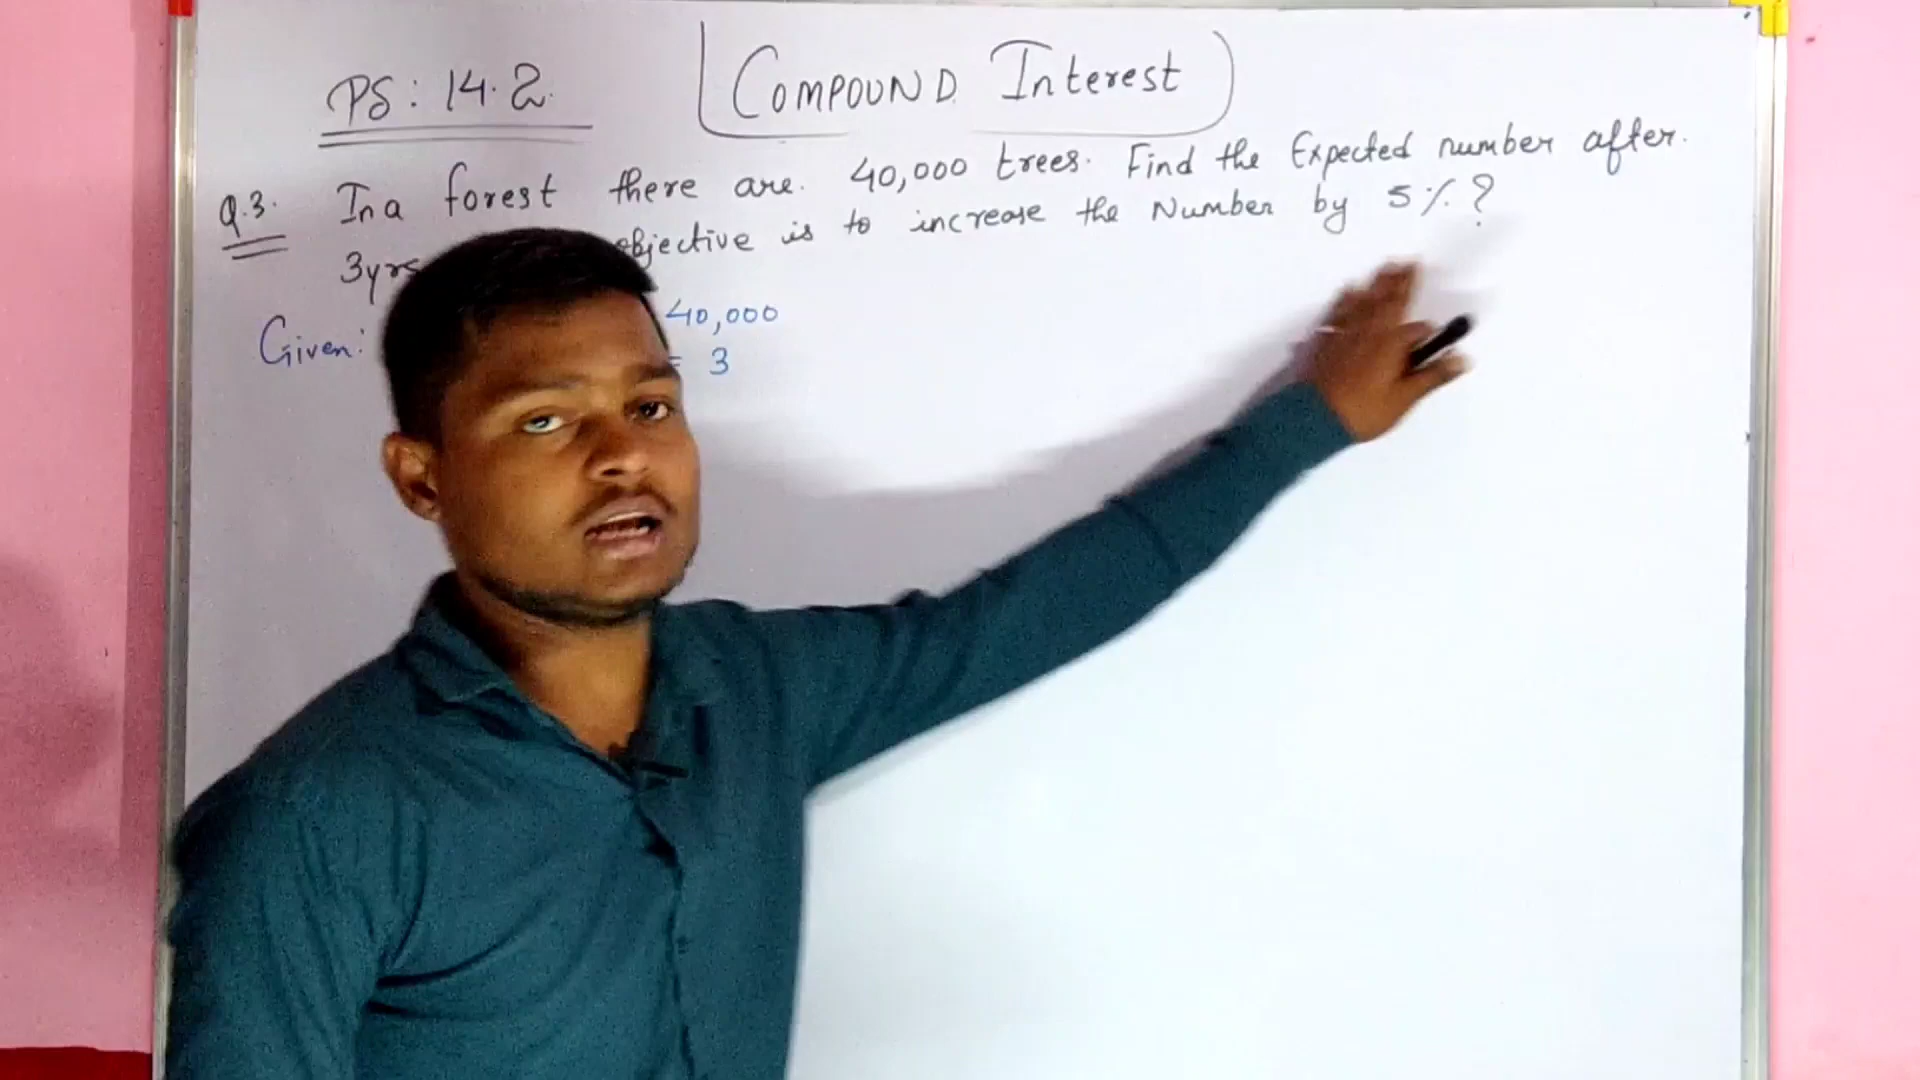 PS: 14.2
COMPOUND Interest
Q.3. In a forest there are 40,000 trees. Find the Expected number after
3yrs objective is to increase the Number by 5%?
Given: 40,000
= 3